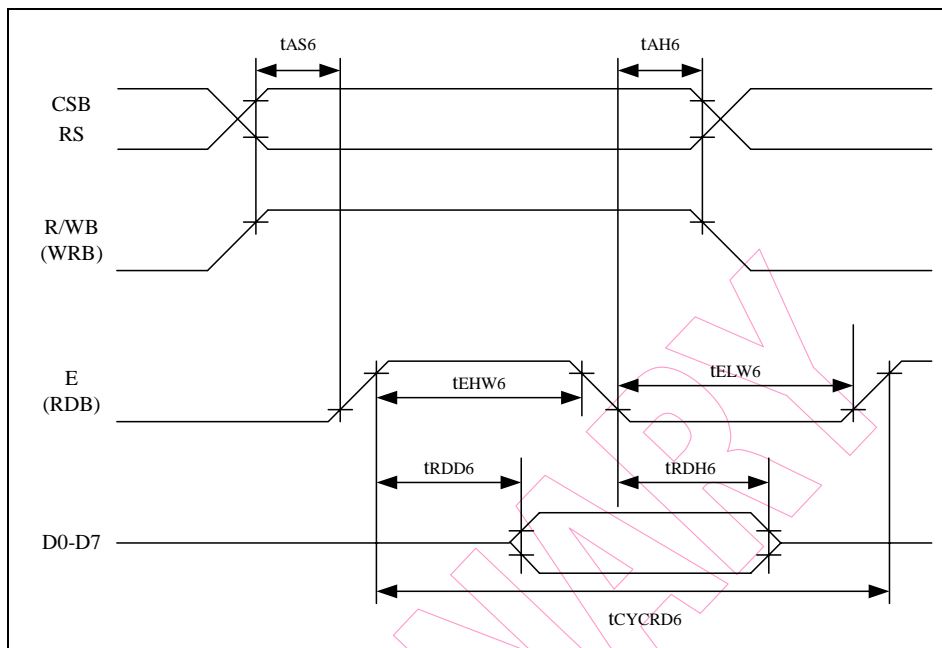 tAS6
tAH6
CSB
RS
R/WB
(WRB)
E
(RDB)
tEHW6
tELW6
tRDD6
tRDH6
D0-D7
tCYCRD6